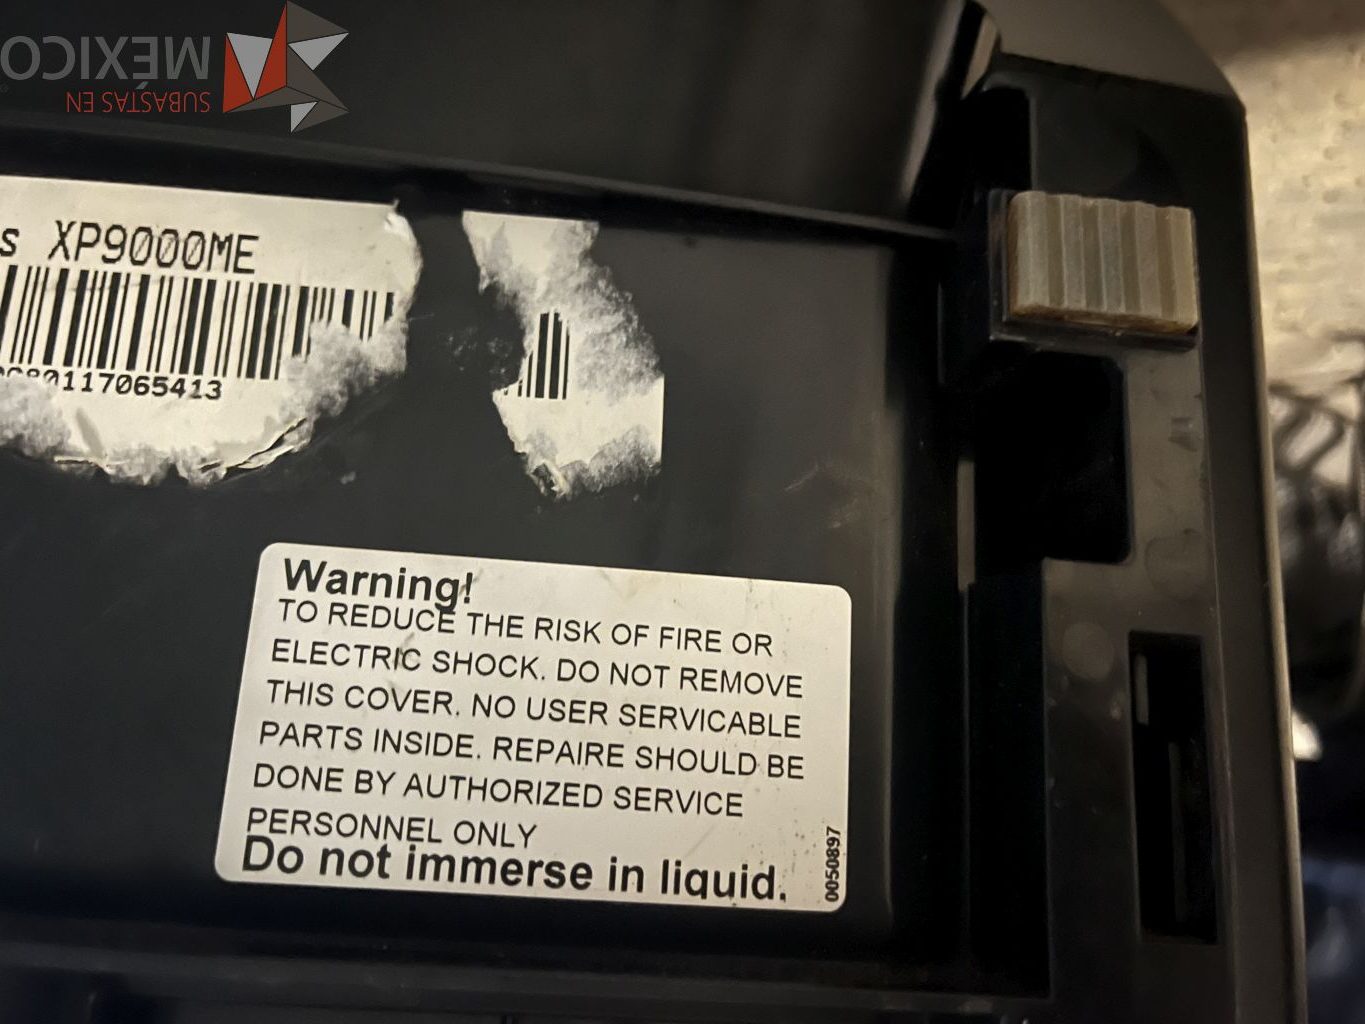 SUBASTAS EN
MÉXICO
s XP9000ME
80117065413
Warning!
TO REDUCE THE RISK OF FIRE OR
ELECTRIC SHOCK. DO NOT REMOVE
THIS COVER. NO USER SERVICABLE
PARTS INSIDE. REPAIRE SHOULD BE
DONE BY AUTHORIZED SERVICE
PERSONNEL ONLY
Do not immerse in liquid.
0050897